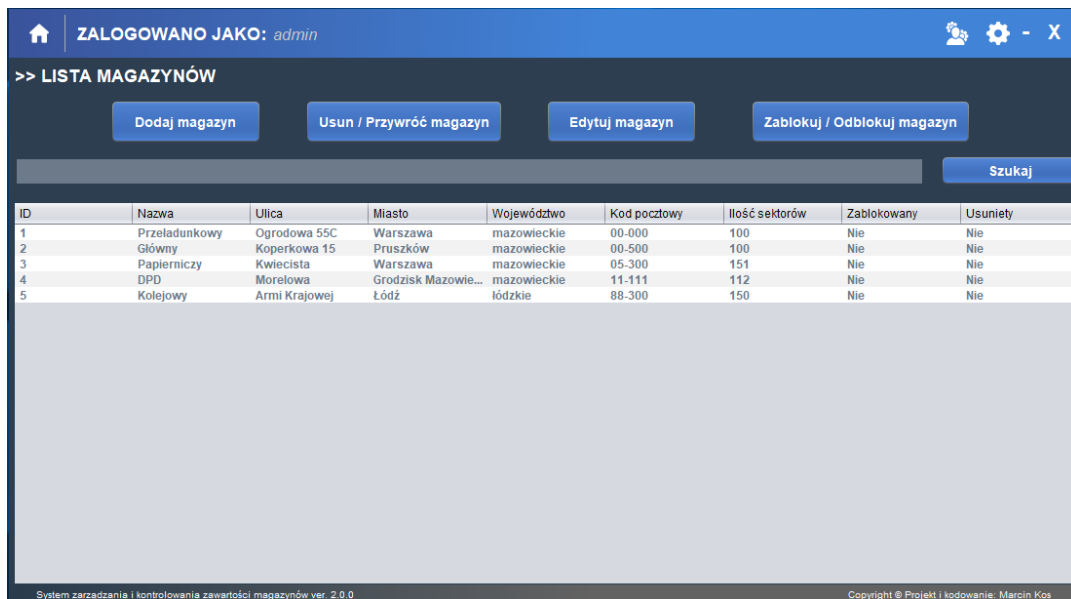 ZALOGOWANO JAKO: admin - X
>> LISTA MAGAZYNÓW
Dodaj magazyn Usun / Przywróć magazyn Edytuj magazyn Zablokuj / Odblokuj magazyn
Szukaj
ID Nazwa Ulica Miasto Województwo Kod pocztowy Ilość sektorów Zablokowany Usuniety
1 Przeładunkowy Ogrodowa 55C Warszawa mazowieckie 00-000 100 Nie Nie
2 Główny Koperkowa 15 Pruszków mazowieckie 00-500 100 Nie Nie
3 Papierniczy Kwiecista Warszawa mazowieckie 05-300 151 Nie Nie
4 DPD Morelowa Grodzisk Mazowie... mazowieckie 11-111 112 Nie Nie
5 Kolejowy Armi Krajowej Łódź łódzkie 88-300 150 Nie Nie
System zarzadzania i kontrolowania zawartości magazynów ver. 2.0.0 Copyright © Projekt i kodowanie: Marcin Kos